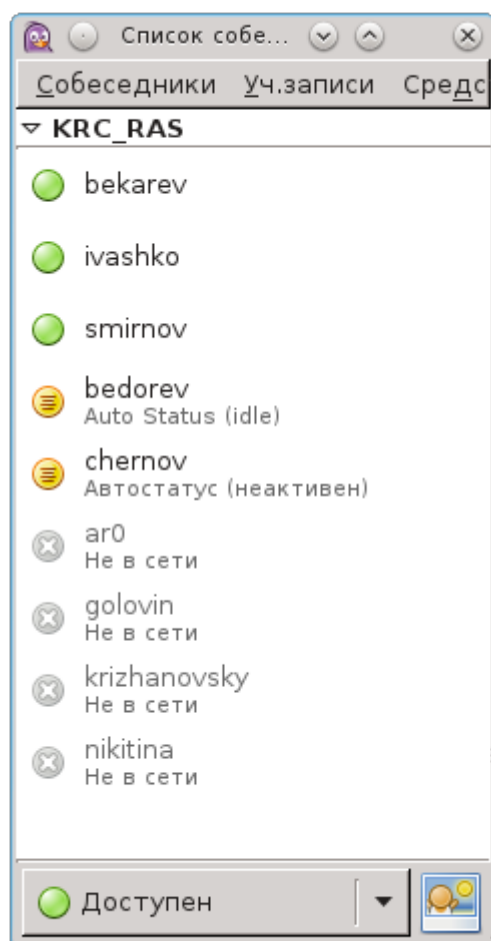 Список собе...
Собеседники Уч.записи Средс
KRC_RAS
bekarev
ivashko
smirnov
bedorev
Auto Status (idle)
chernov
Автостатус (неактивен)
ar0
Не в сети
golovin
Не в сети
krizhanovsky
Не в сети
nikitina
Не в сети
Доступен